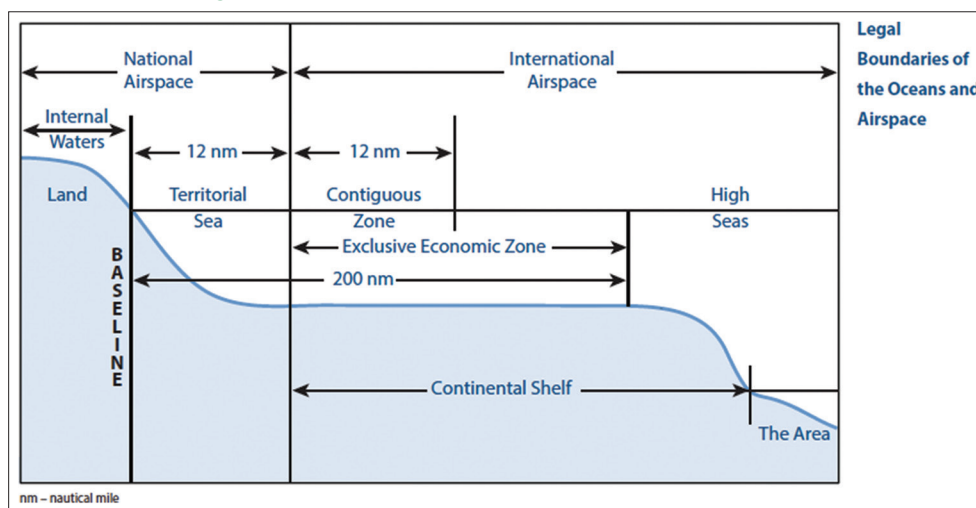 Legal
Boundaries of
the Oceans and
Airspace
National
Airspace
International
Airspace
Internal
Waters
12 nm
12 nm
Land
Territorial
Sea
Contiguous
Zone
High
Seas
Exclusive Economic Zone
200 nm
BASELINE
Continental Shelf
The Area
nm – nautical mile